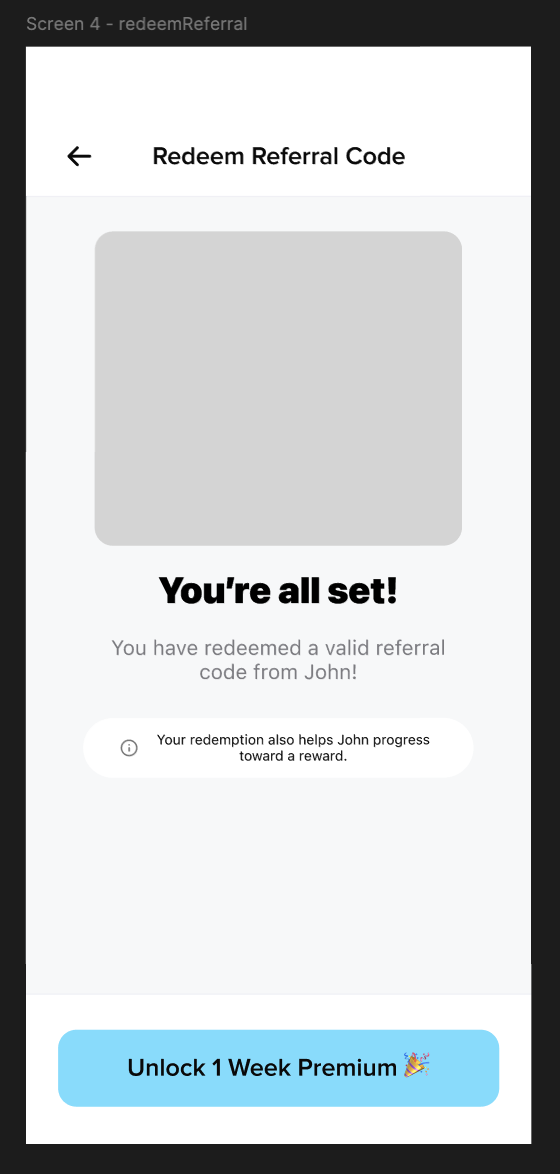 Screen 4 - redeemReferral
Redeem Referral Code
You're all set!
You have redeemed a valid referral
code from John!
Your redemption also helps John progress
toward a reward.
Unlock 1 Week Premium 🎉